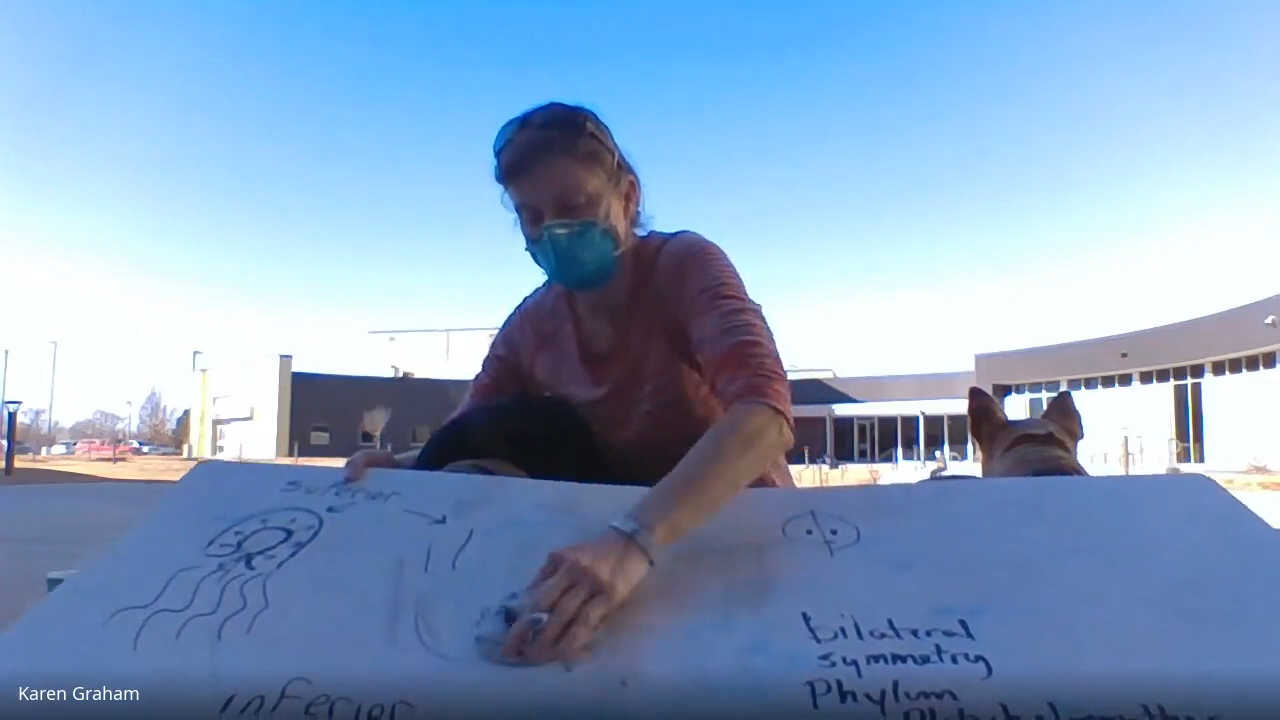 superior
inferior
Bilateral
symmetry
Phylum
Karen Graham